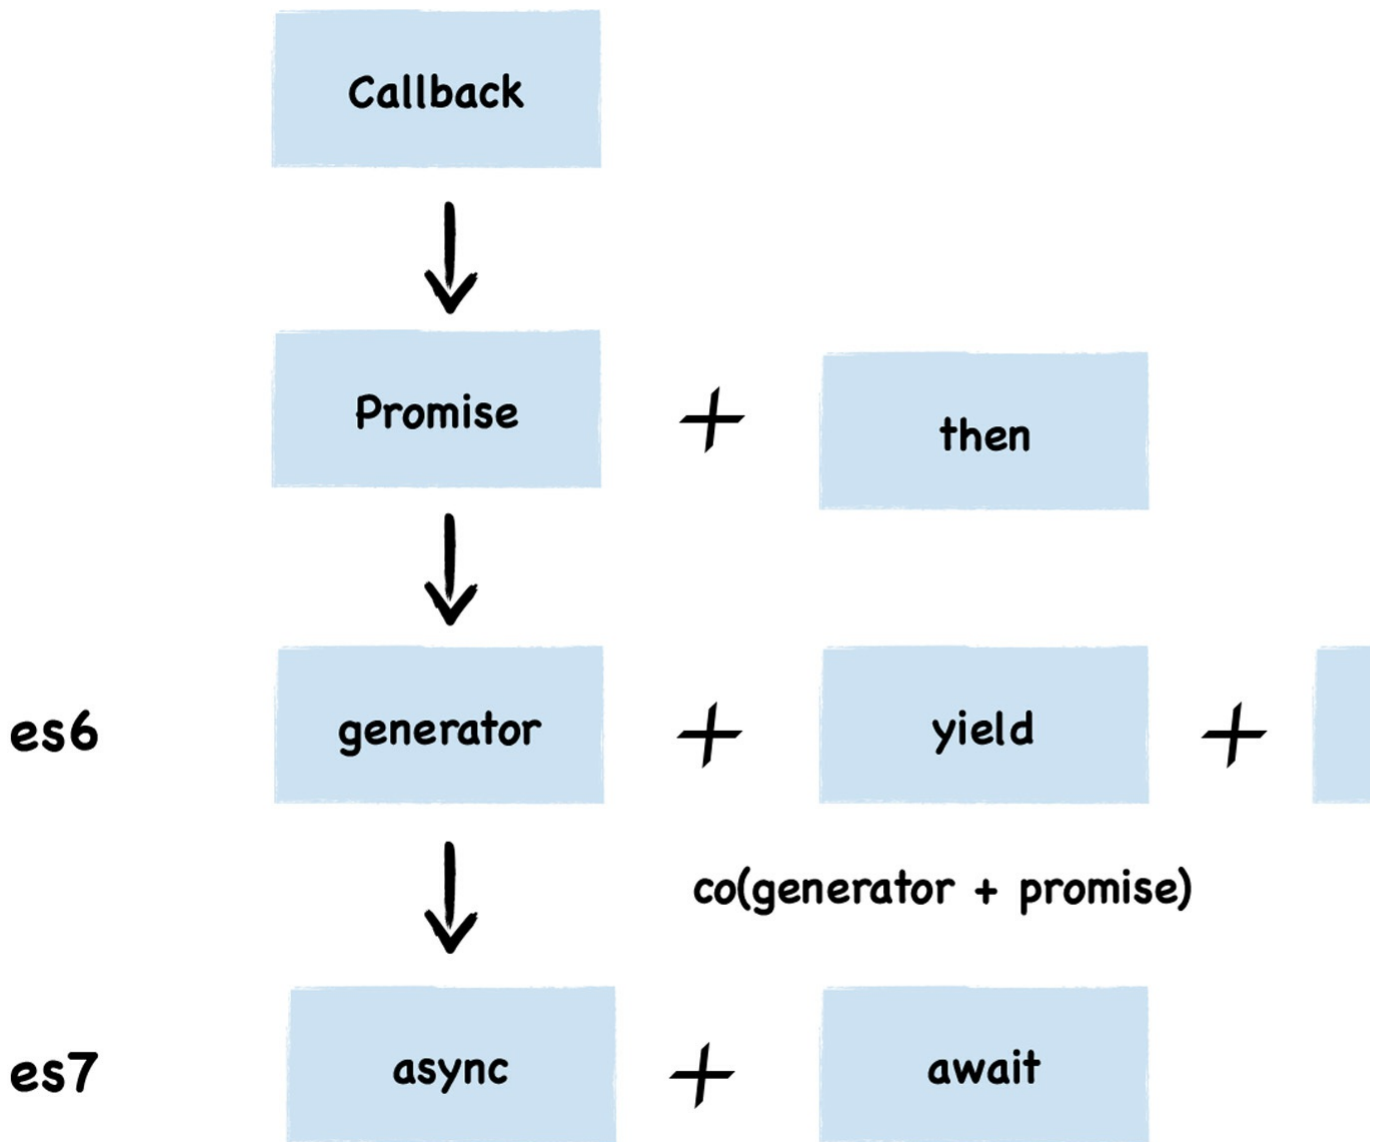 Callback
Promise + then
es6 generator + yield +
co(generator + promise)
es7 async + await